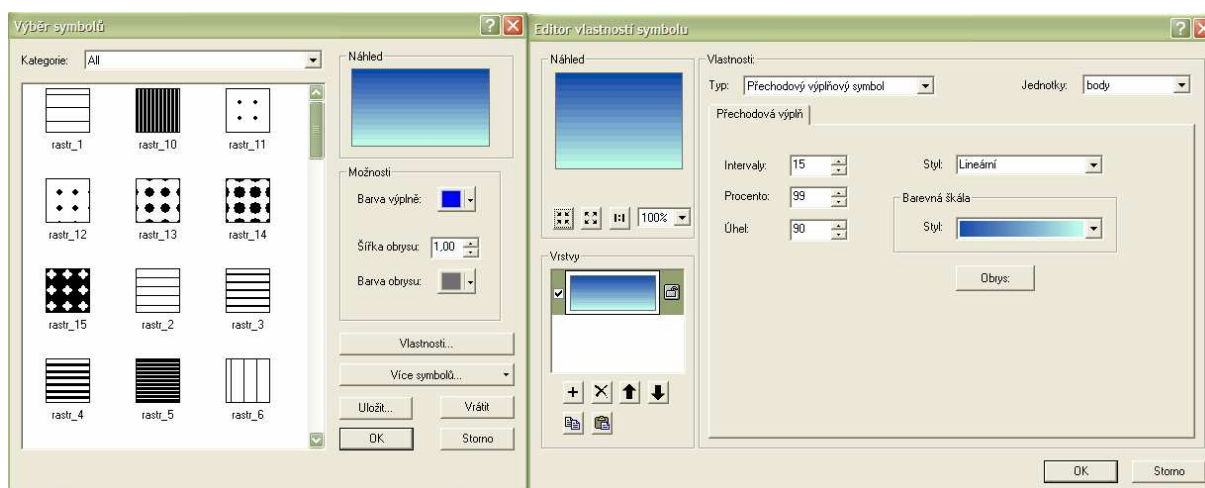 Výběr symbolů
Kategorie: All
rastr_1 rastr_10 rastr_11
rastr_12 rastr_13 rastr_14
rastr_15 rastr_2 rastr_3
rastr_4 rastr_5 rastr_6
Náhled
Možnosti
Barva výplně:
Šířka obrysu: 1,00
Barva obrysu:
Vlastnosti...
Více symbolů...
Uložit... Vrátit
OK Storno
Editor vlastností symbolu
Náhled
100%
Vrstvy
Vlastnosti:
Typ: Přechodový výplňový symbol Jednotky: body
Přechodová výplň
Intervaly: 15 Styl: Lineární
Procento: 99 Barevná škála
Úhel: 90 Styl:
Obrys:
OK Storno